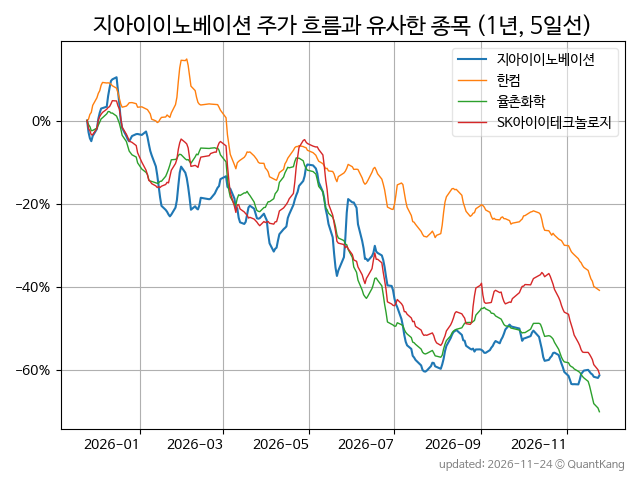 지아이이노베이션 주가 흐름과 유사한 종목 (1년, 5일선)
지아이이노베이션
한컴
율촌화학
SK아이이테크놀로지
0%
−20%
−40%
−60%
2026-01 2026-03 2026-05 2026-07 2026-09 2026-11
updated: 2026-11-24 © QuantKang